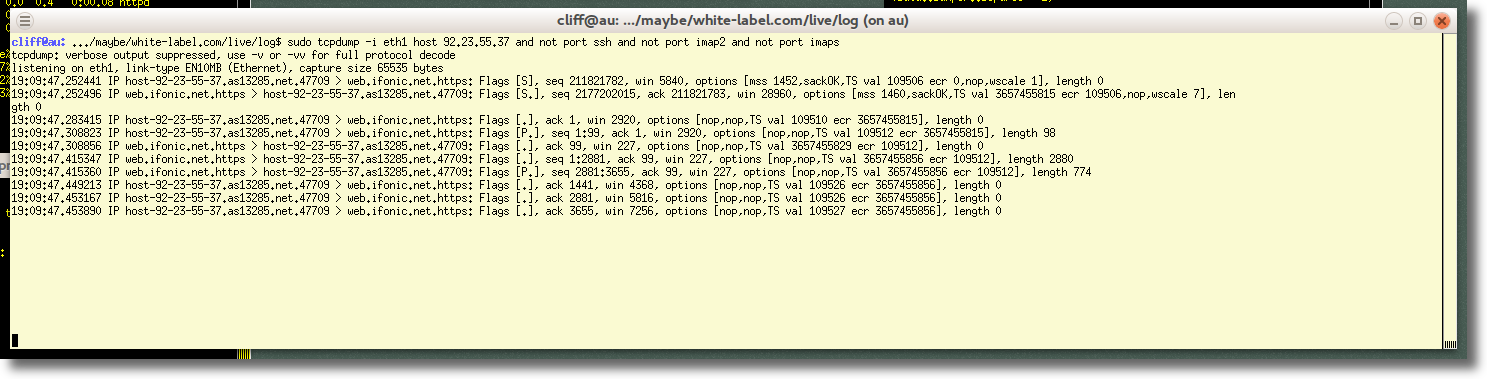 0.0 0.4 0:00.08 httpd
cliff@au: .../maybe/white-label.com/live/log (on au)
cliff@au: .../maybe/white-label.com/live/log$ sudo tcpdump -i eth1 host 92.23.55.37 and not port ssh and not port imap2 and not port imaps
tcpdump: verbose output suppressed, use -v or -vv for full protocol decode
listening on eth1, link-type EN10MB (Ethernet), capture size 65535 bytes
19:09:47.252441 IP host-92-23-55-37.as13285.net.47709 > web.ifonic.net.https: Flags [S], seq 211821782, win 5840, options [mss 1452,sackOK,TS val 109506 ecr 0,nop,wscale 1], length 0
19:09:47.252496 IP web.ifonic.net.https > host-92-23-55-37.as13285.net.47709: Flags [S.], seq 2177202015, ack 211821783, win 28960, options [mss 1460,sackOK,TS val 3657455815 ecr 109506,nop,wscale 7], len
gth 0
19:09:47.283415 IP host-92-23-55-37.as13285.net.47709 > web.ifonic.net.https: Flags [.], ack 1, win 2920, options [nop,nop,TS val 109510 ecr 3657455815], length 0
19:09:47.308823 IP host-92-23-55-37.as13285.net.47709 > web.ifonic.net.https: Flags [P.], seq 1:99, ack 1, win 2920, options [nop,nop,TS val 109512 ecr 3657455815], length 98
19:09:47.308856 IP web.ifonic.net.https > host-92-23-55-37.as13285.net.47709: Flags [.], ack 99, win 227, options [nop,nop,TS val 3657455829 ecr 109512], length 0
19:09:47.415347 IP web.ifonic.net.https > host-92-23-55-37.as13285.net.47709: Flags [.], seq 1:2881, ack 99, win 227, options [nop,nop,TS val 3657455856 ecr 109512], length 2880
19:09:47.415360 IP web.ifonic.net.https > host-92-23-55-37.as13285.net.47709: Flags [P.], seq 2881:3655, ack 99, win 227, options [nop,nop,TS val 3657455856 ecr 109512], length 774
19:09:47.449213 IP host-92-23-55-37.as13285.net.47709 > web.ifonic.net.https: Flags [.], ack 1441, win 4368, options [nop,nop,TS val 109526 ecr 3657455856], length 0
19:09:47.453167 IP host-92-23-55-37.as13285.net.47709 > web.ifonic.net.https: Flags [.], ack 2881, win 5816, options [nop,nop,TS val 109526 ecr 3657455856], length 0
19:09:47.453890 IP host-92-23-55-37.as13285.net.47709 > web.ifonic.net.https: Flags [.], ack 3655, win 7256, options [nop,nop,TS val 109527 ecr 3657455856], length 0